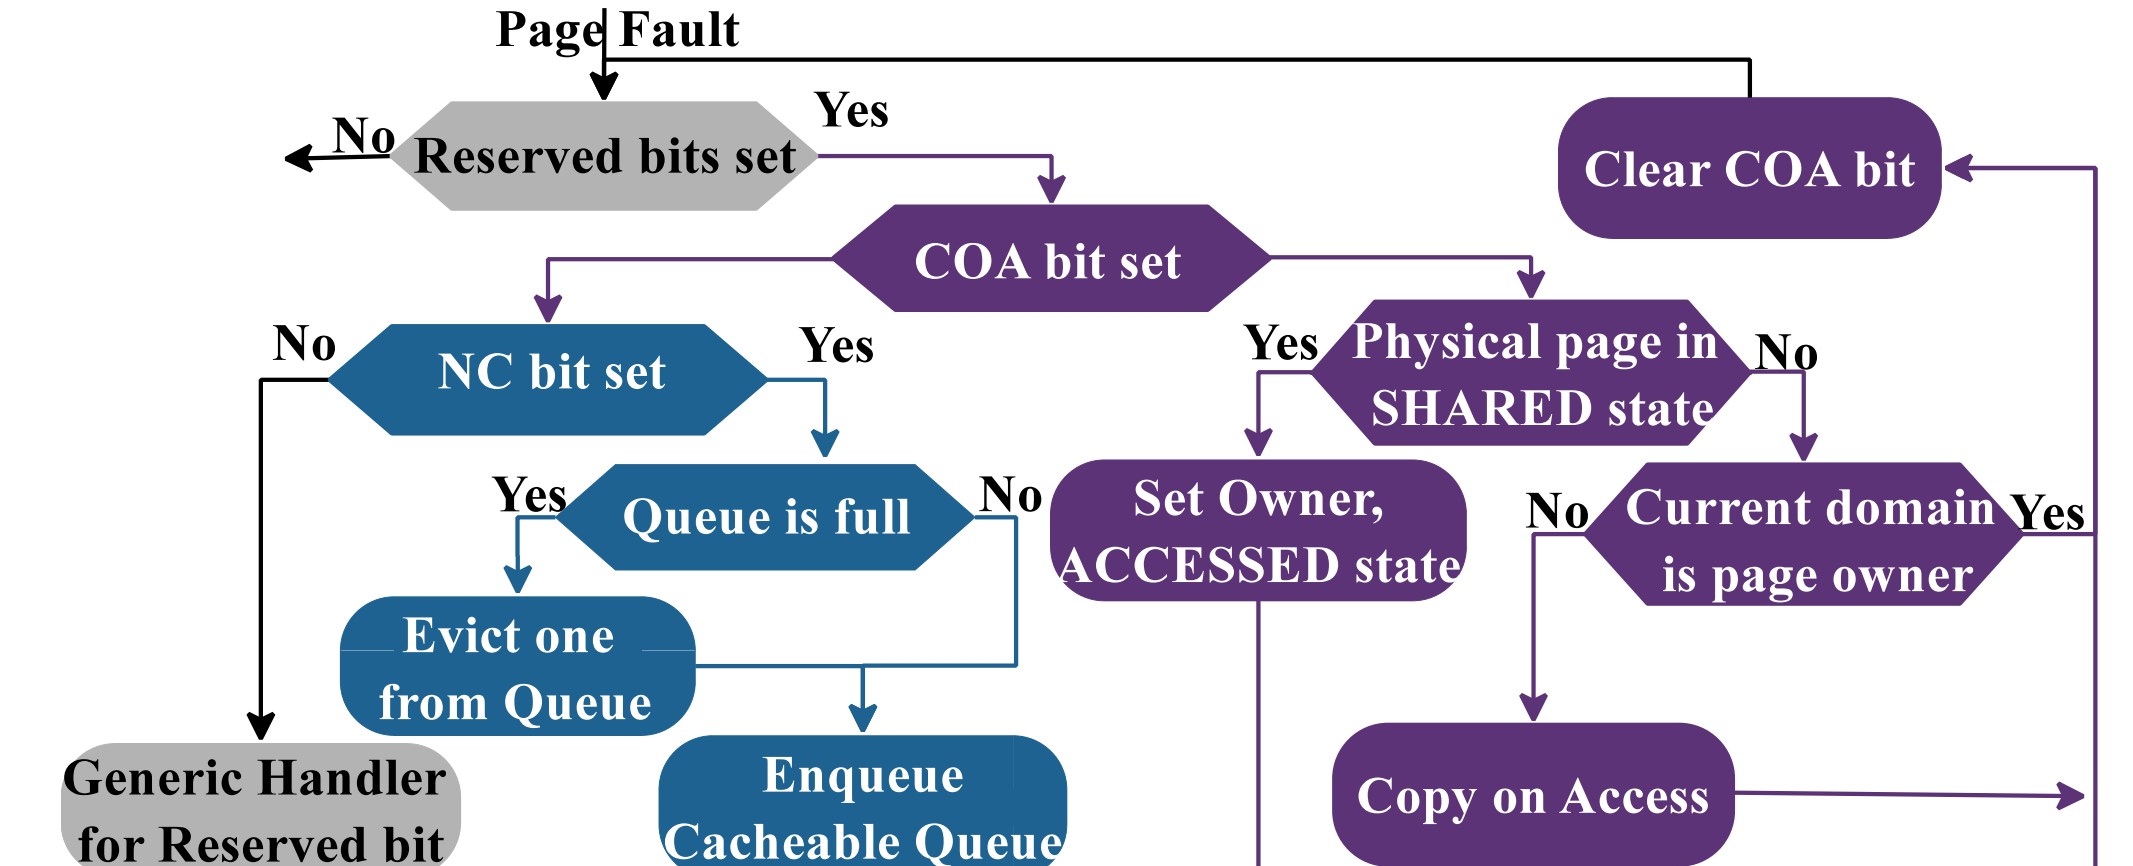 Page Fault
No
Reserved bits set
Yes
Clear COA bit
COA bit set
No
NC bit set
Yes
Yes
Physical page in
SHARED state
No
Yes
Queue is full
No
Set Owner,
ACCESSED state
No
Current domain
is page owner
Yes
Evict one
from Queue
Generic Handler
for Reserved bit
Enqueue
Cacheable Queue
Copy on Access